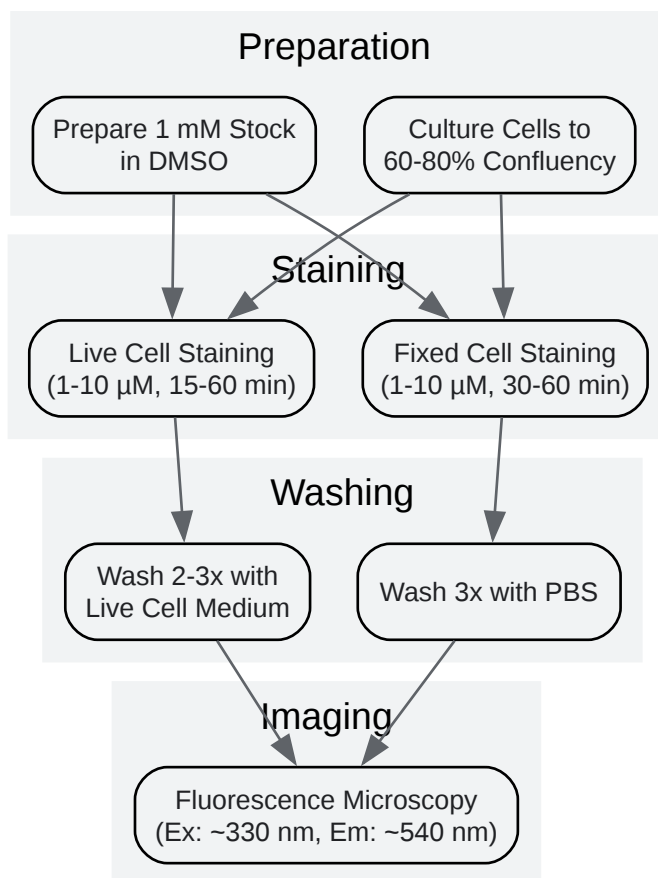 Preparation
Prepare 1 mM Stock
in DMSO
Culture Cells to
60-80% Confluency
Staining
Live Cell Staining
(1-10 µM, 15-60 min)
Fixed Cell Staining
(1-10 µM, 30-60 min)
Washing
Wash 2-3x with
Live Cell Medium
Wash 3x with PBS
Imaging
Fluorescence Microscopy
(Ex: ~330 nm, Em: ~540 nm)